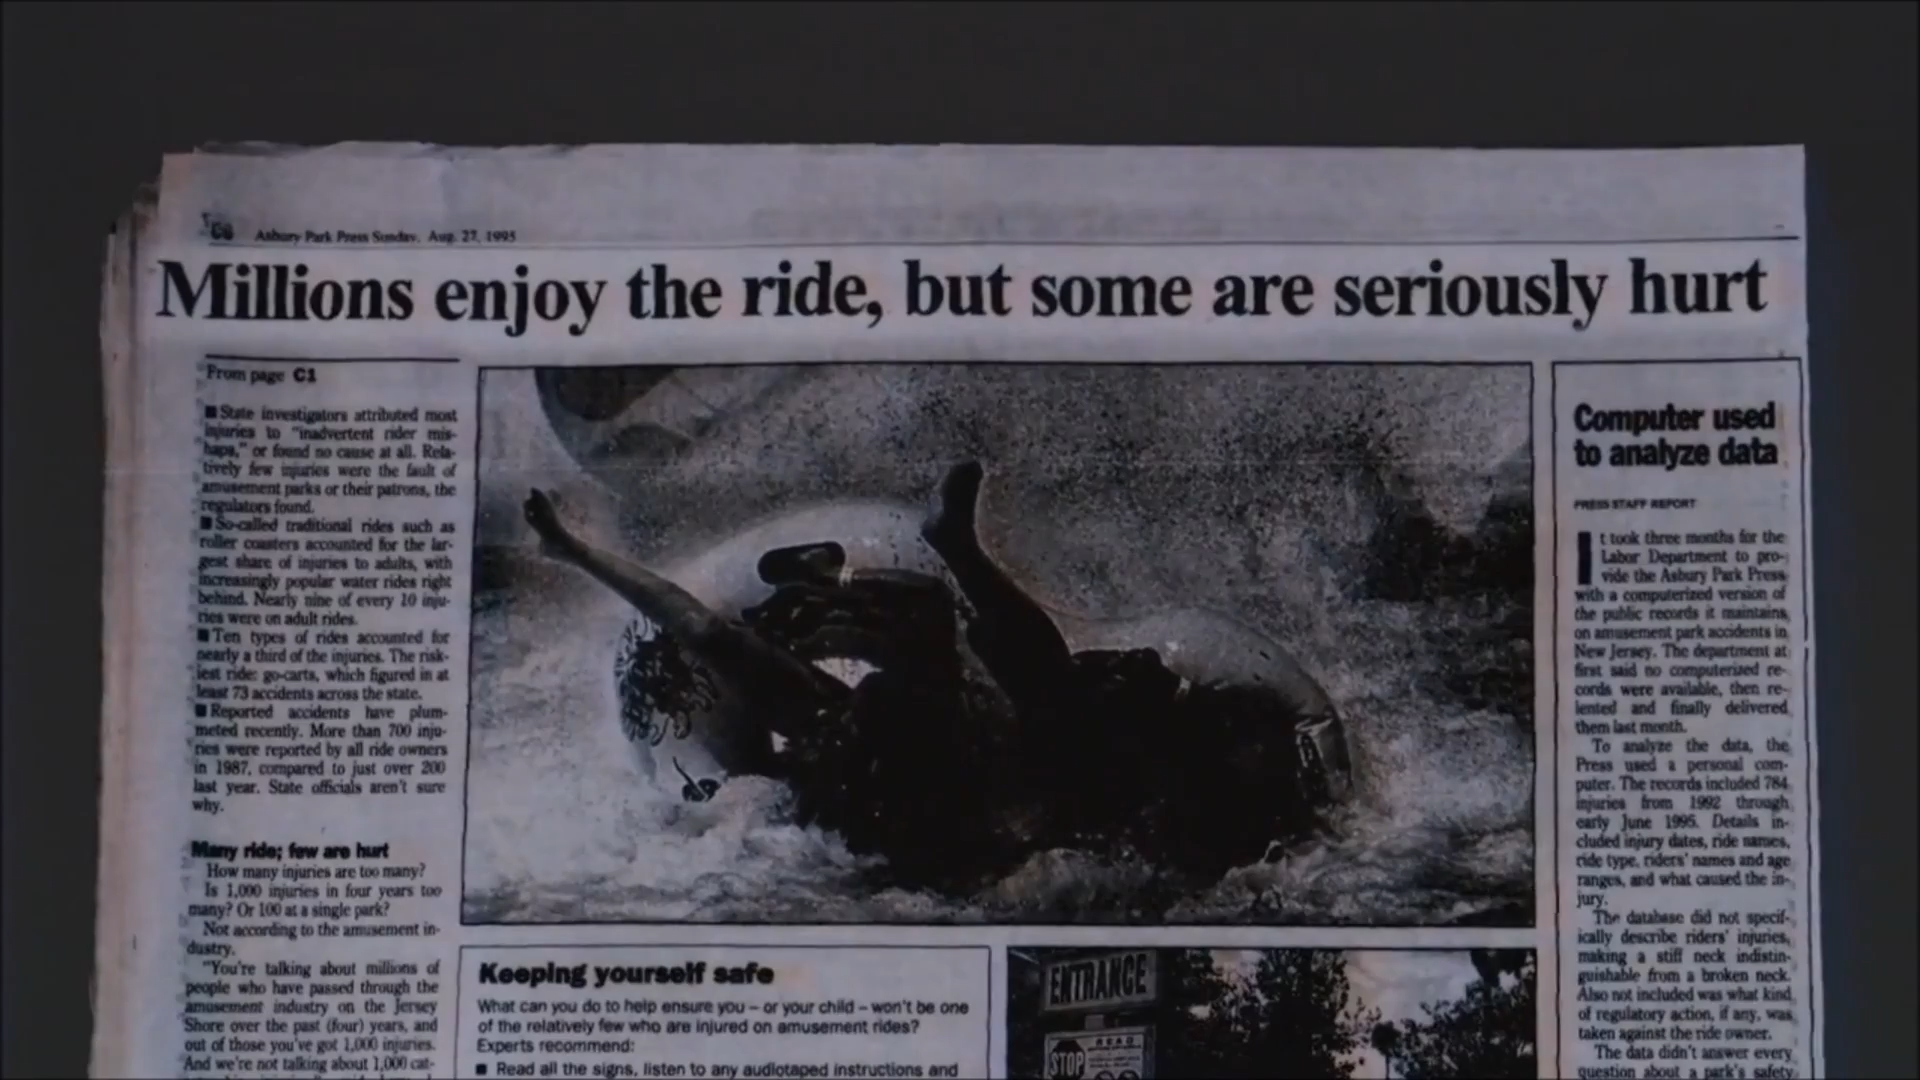 C6 Asbury Park Press Sunday, Aug. 27, 1995
Millions enjoy the ride, but some are seriously hurt
From page C1
■ State investigators attributed most
injuries to "inadvertent rider mis-
haps," or found no cause at all. Rela-
tively few injuries were the fault of
amusement parks or their patrons, the
regulators found.
■ So-called traditional rides such as
roller coasters accounted for the lar-
gest share of injuries to adults, with
increasingly popular water rides right
behind. Nearly nine of every 10 inju-
ries were on adult rides.
■ Ten types of rides accounted for
nearly a third of the injuries. The risk-
iest ride: go-carts, which figured in at
least 73 accidents across the state.
■ Reported accidents have plum-
meted recently. More than 700 inju-
ries were reported by all ride owners
in 1987, compared to just over 200
last year. State officials aren't sure
why.
Many ride; few are hurt
How many injuries are too many?
Is 1,000 injuries in four years too
many? Or 100 at a single park?
Not according to the amusement in-
dustry.
"You're talking about millions of
people who have passed through the
amusement industry on the Jersey
Shore over the past (four) years, and
out of those you've got 1,000 injuries.
And we're not talking about 1,000 cat-
Keeping yourself safe
What can you do to help ensure you – or your child – won't be one
of the relatively few who are injured on amusement rides?
Experts recommend:
■ Read all the signs, listen to any audiotaped instructions and
ENTRANCE
READ
STOP
Computer used
to analyze data
PRESS STAFF REPORT
It took three months for the
Labor Department to pro-
vide the Asbury Park Press
with a computerized version of
the public records it maintains
on amusement park accidents in
New Jersey. The department at
first said no computerized re-
cords were available, then re-
lented and finally delivered
them last month.
To analyze the data, the
Press used a personal com-
puter. The records included 784
injuries from 1992 through
early June 1995. Details in-
cluded injury dates, ride names,
ride type, riders' names and age
ranges, and what caused the in-
jury.
The database did not specif-
ically describe riders' injuries,
making a stiff neck indistin-
guishable from a broken neck.
Also not included was what kind
of regulatory action, if any, was
taken against the ride owner.
The data didn't answer every
question about a park's safety